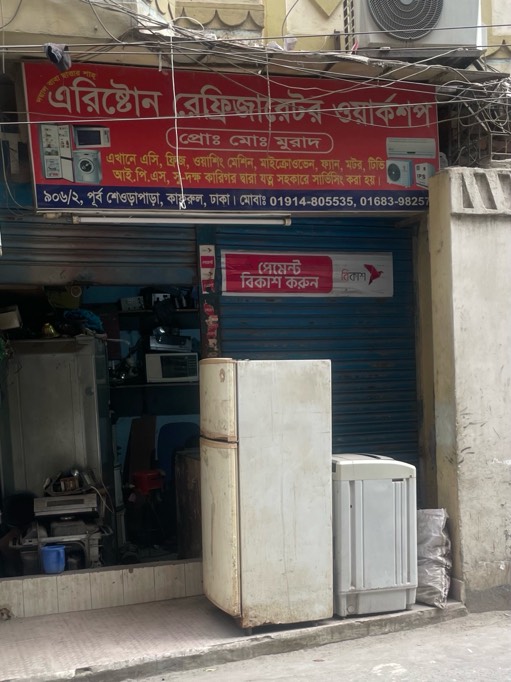 এরিষ্টোন রেফ্রিজারেটর ওয়ার্কশপ
প্রোঃ মোঃ মুরাদ
এখানে এসি, ফ্রিজ, ওয়াশিং মেশিন, মাইক্রোওভেন, ফ্যান, মটর, টিভি
আই.পি.এস, সু-দক্ষ কারিগর দ্বারা যত্ন সহকারে সার্ভিসিং করা হয়।
৯০৬/২, পূর্ব শেওড়াপাড়া, কাফরুল, ঢাকা। মোবাঃ 01914-805535, 01683-98257
পেমেন্ট
বিকাশ করুন
বিকাশ